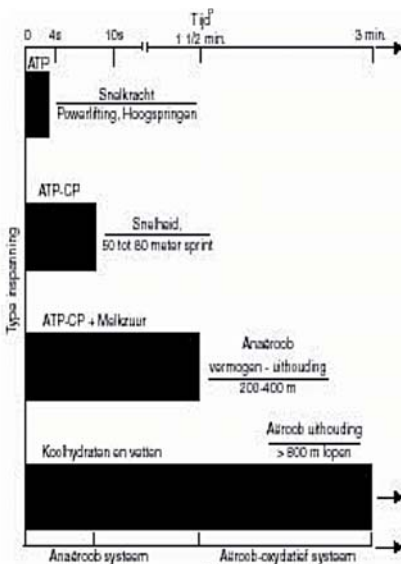 Tijd
0 4s 10s 1 1/2 min. 3 min.
ATP
Snelkracht
Powerlifting, Hoogspringen
ATP-CP
Snelheid,
50 tot 80 meter sprint
Type inspanning
ATP-CP + Melkzuur
Anaëroob
vermogen - uithouding
200-400 m
Aëroob uithouding
> 800 m lopen
Koolhydraten en vetten
Anaëroob systeem
Aëroob-oxydatief systeem